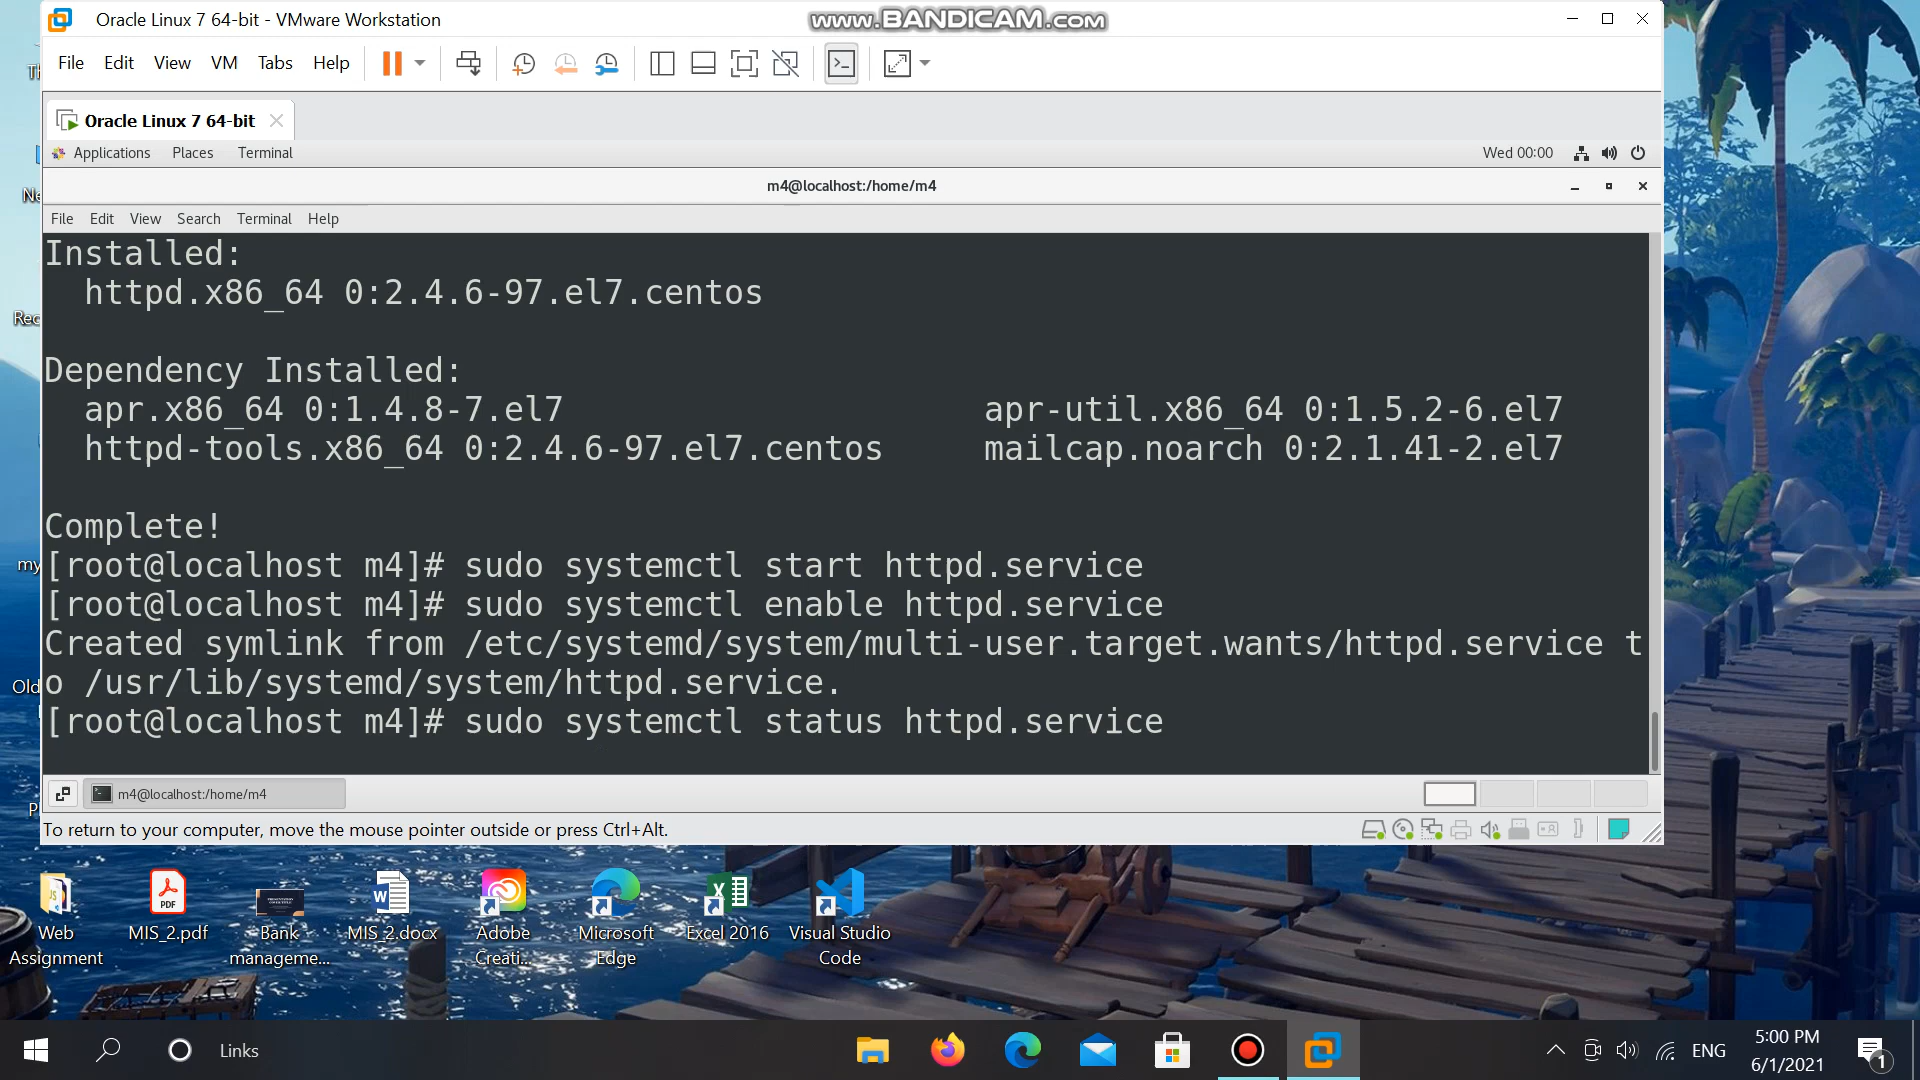 Oracle Linux 7 64-bit - VMware Workstation
www.BANDICAM.com
File Edit View VM Tabs Help
Oracle Linux 7 64-bit
Applications Places Terminal Wed 00:00
m4@localhost:/home/m4
File Edit View Search Terminal Help
Installed:
httpd.x86_64 0:2.4.6-97.el7.centos
Dependency Installed:
apr.x86_64 0:1.4.8-7.el7 apr-util.x86_64 0:1.5.2-6.el7
httpd-tools.x86_64 0:2.4.6-97.el7.centos mailcap.noarch 0:2.1.41-2.el7
Complete!
[root@localhost m4]# sudo systemctl start httpd.service
[root@localhost m4]# sudo systemctl enable httpd.service
Created symlink from /etc/systemd/system/multi-user.target.wants/httpd.service t
o /usr/lib/systemd/system/httpd.service.
[root@localhost m4]# sudo systemctl status httpd.service
m4@localhost:/home/m4
To return to your computer, move the mouse pointer outside or press Ctrl+Alt.
Th
Ne
Rec
my
Old
P
Web
Assignment
MIS_2.pdf
Bank
manageme...
MIS_2.docx
Adobe
Creati...
Microsoft
Edge
Excel 2016
Visual Studio
Code
Links
ENG
5:00 PM
6/1/2021
1